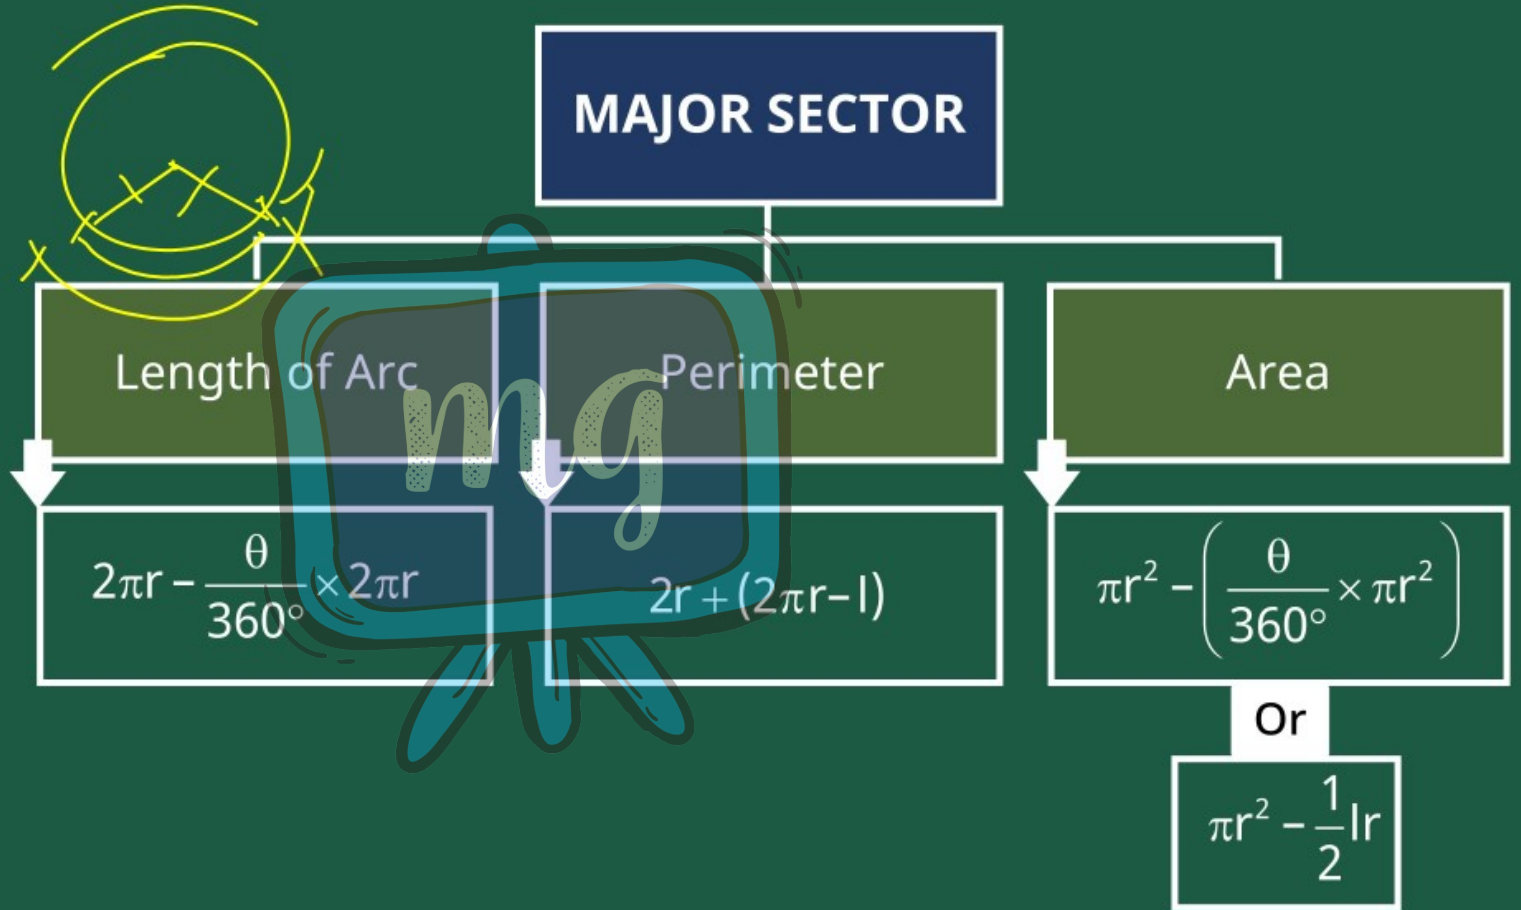 MAJOR SECTOR
Length of Arc
Perimeter
Area
2πr – θ/360° × 2πr
2r + (2πr – l)
πr² – (θ/360° × πr²)
Or
πr² – 1/2 lr
mg